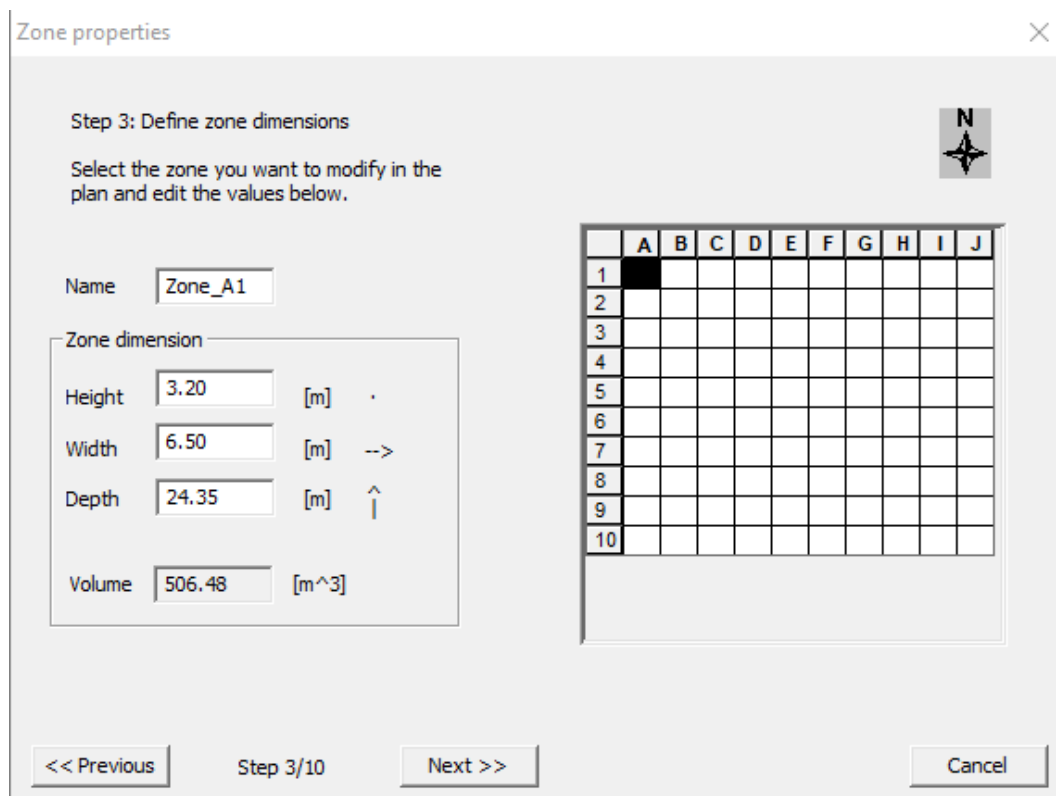 Zone properties
Step 3: Define zone dimensions
N
Select the zone you want to modify in the
plan and edit the values below.
A B C D E F G H I J
Name Zone_A1
1
2
3
4
5
6
7
8
9
10
Zone dimension
Height 3.20 [m] .
Width 6.50 [m] -->
Depth 24.35 [m] ^
|
Volume 506.48 [m^3]
<< Previous Step 3/10 Next >> Cancel